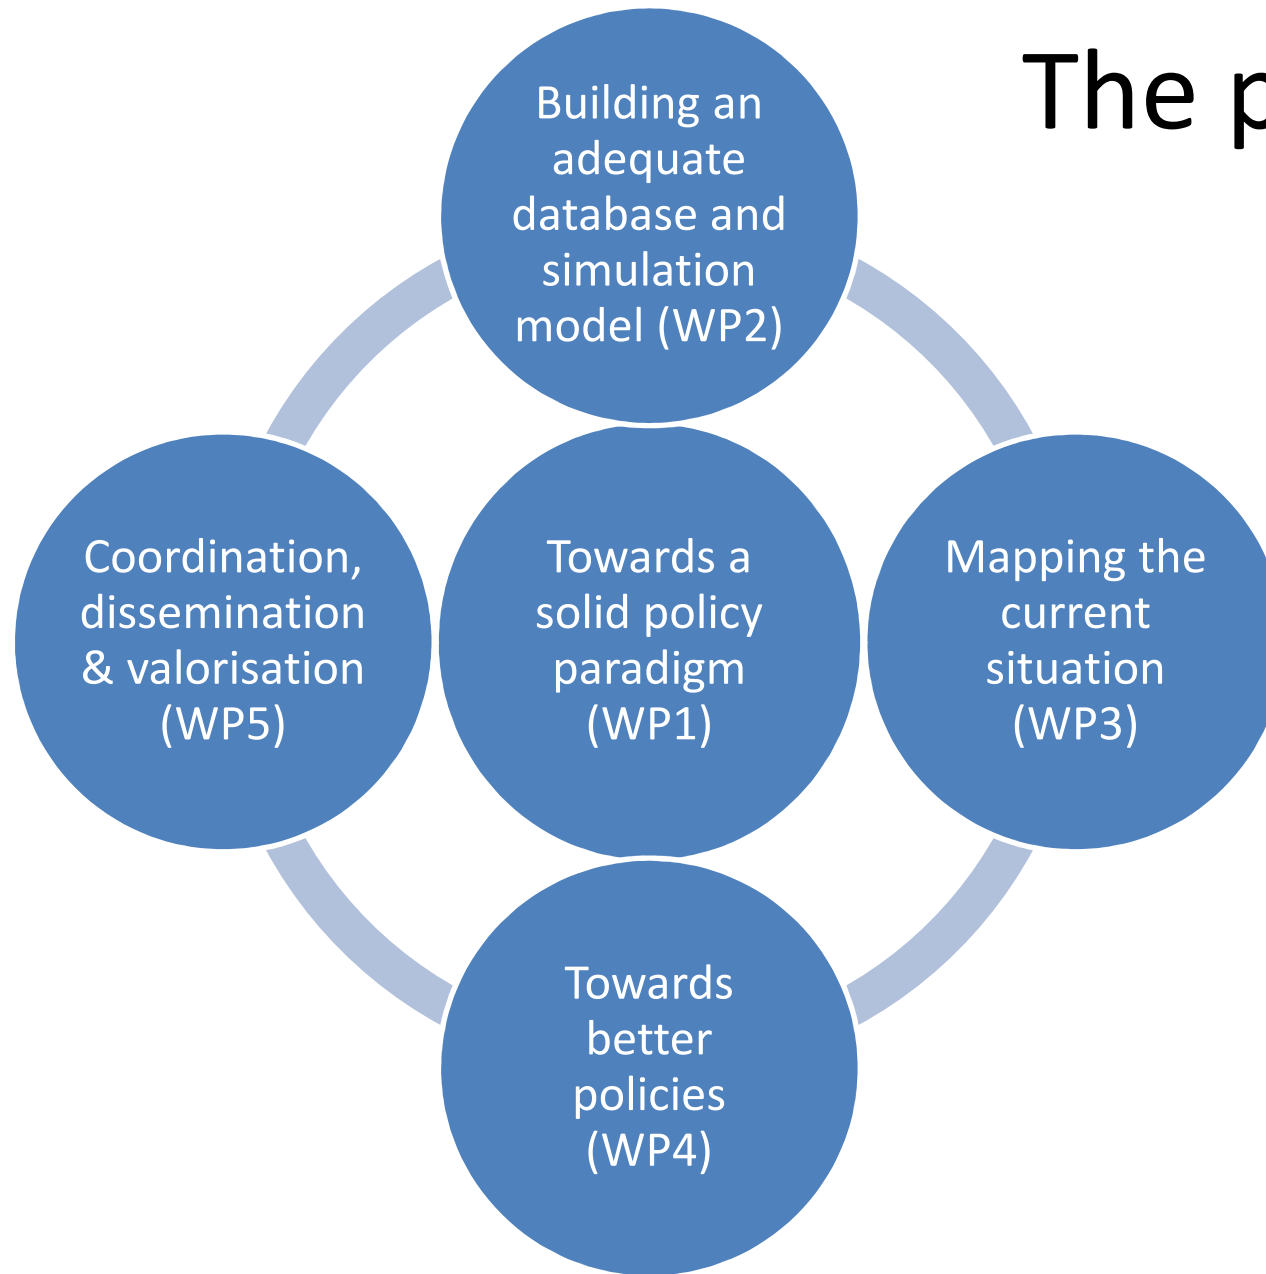 The p
Building an
adequate
database and
simulation
model (WP2)
Coordination,
dissemination
& valorisation
(WP5)
Towards a
solid policy
paradigm
(WP1)
Mapping the
current
situation
(WP3)
Towards
better
policies
(WP4)